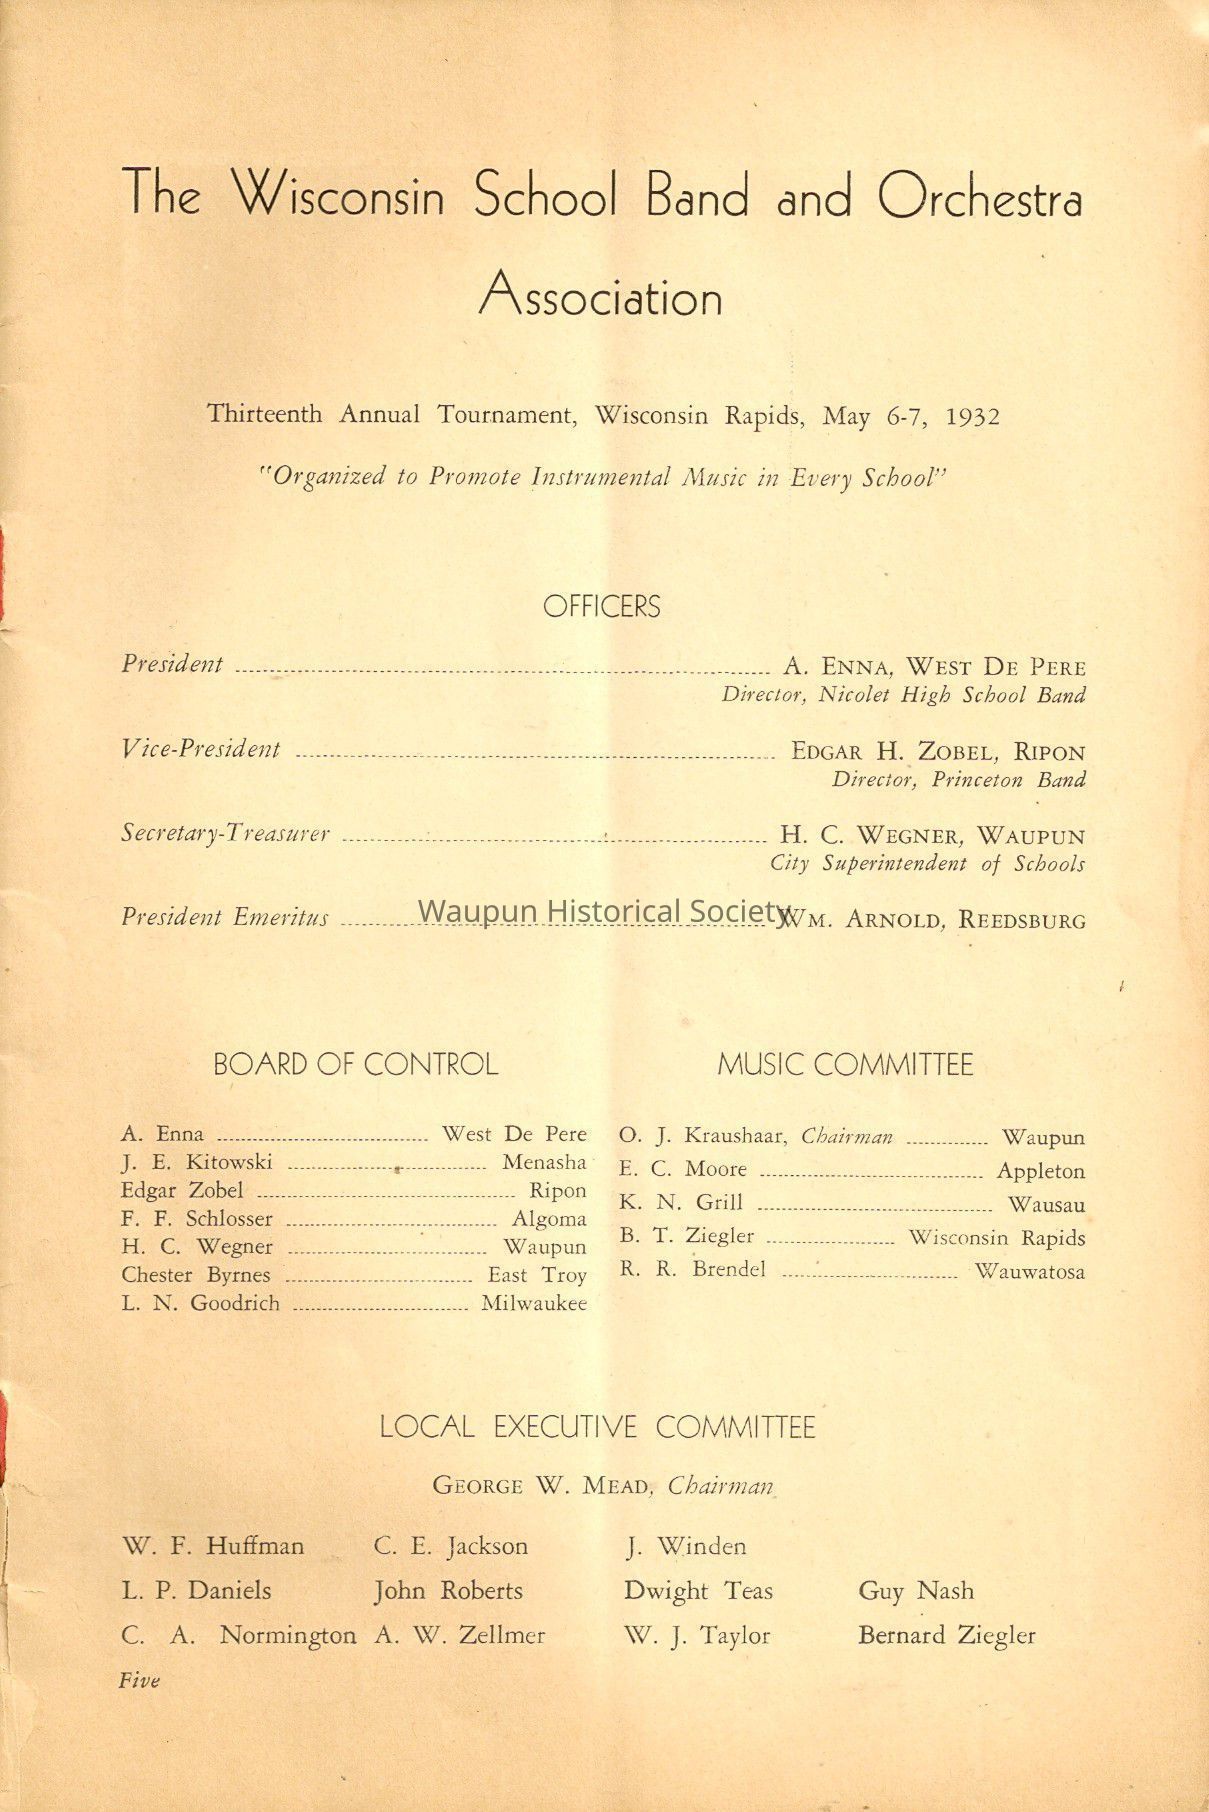 The Wisconsin School Band and Orchestra
Association
Thirteenth Annual Tournament, Wisconsin Rapids, May 6-7, 1932
"Organized to Promote Instrumental Music in Every School"
OFFICERS
President ........ A. ENNA, WEST DE PERE
Director, Nicolet High School Band
Vice-President ........ EDGAR H. ZOBEL, RIPON
Director, Princeton Band
Secretary-Treasurer ........ H. C. WEGNER, WAUPUN
City Superintendent of Schools
President Emeritus ........ WM. ARNOLD, REEDSBURG
Waupun Historical Society
BOARD OF CONTROL
A. Enna ........ West De Pere
J. E. Kitowski ........ Menasha
Edgar Zobel ........ Ripon
F. F. Schlosser ........ Algoma
H. C. Wegner ........ Waupun
Chester Byrnes ........ East Troy
L. N. Goodrich ........ Milwaukee
MUSIC COMMITTEE
O. J. Kraushaar, Chairman ........ Waupun
E. C. Moore ........ Appleton
K. N. Grill ........ Wausau
B. T. Ziegler ........ Wisconsin Rapids
R. R. Brendel ........ Wauwatosa
LOCAL EXECUTIVE COMMITTEE
GEORGE W. MEAD, Chairman
W. F. Huffman C. E. Jackson J. Winden
L. P. Daniels John Roberts Dwight Teas Guy Nash
C. A. Normington A. W. Zellmer W. J. Taylor Bernard Ziegler
Five